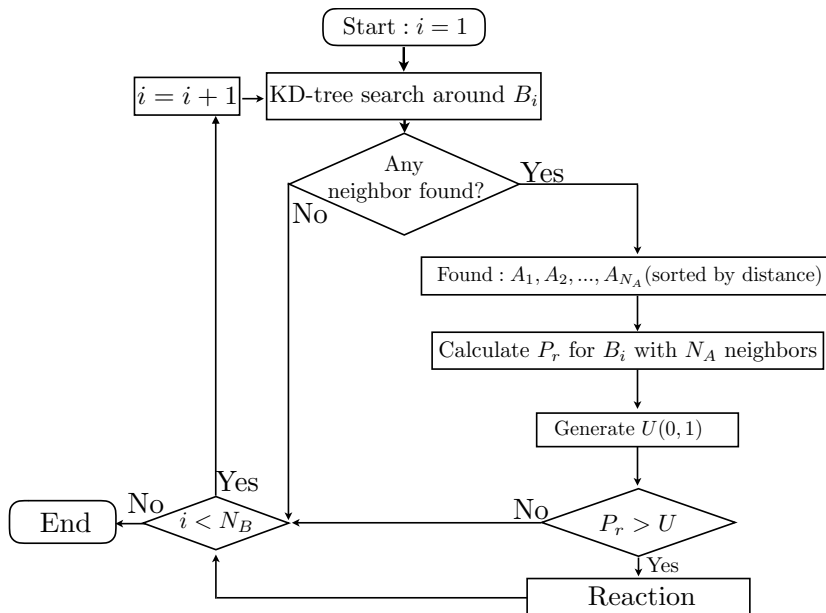 Start : i = 1
i = i + 1
KD-tree search around B_i
Any
neighbor found?
Yes
No
Found : A_1, A_2, ..., A_{N_A}(sorted by distance)
Calculate P_r for B_i with N_A neighbors
Generate U(0, 1)
Yes
No
No
End
i < N_B
P_r > U
Yes
Reaction